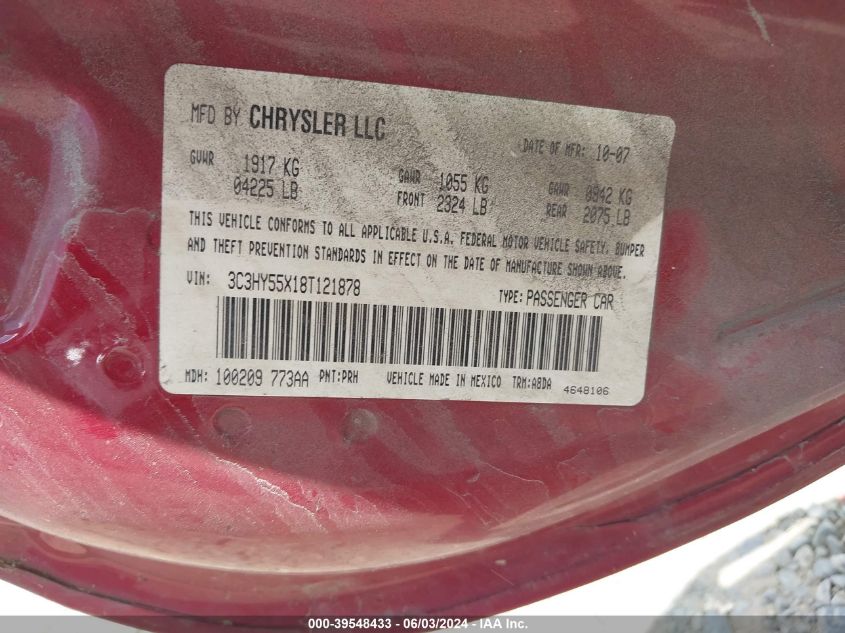 MFD BY CHRYSLER LLC
DATE OF MFR: 10-07
GVWR 1917 KG GAWR 1055 KG GAWR 0942 KG
04225 LB FRONT 2324 LB REAR 2075 LB
THIS VEHICLE CONFORMS TO ALL APPLICABLE U.S.A. FEDERAL MOTOR VEHICLE SAFETY, BUMPER
AND THEFT PREVENTION STANDARDS IN EFFECT ON THE DATE OF MANUFACTURE SHOWN ABOVE.
VIN: 3C3HY55X18T121878 TYPE: PASSENGER CAR
MDH: 100209 773AA PNT:PRH VEHICLE MADE IN MEXICO TRM:A8DA 4648106
000-39548433 - 06/03/2024 - IAA Inc.